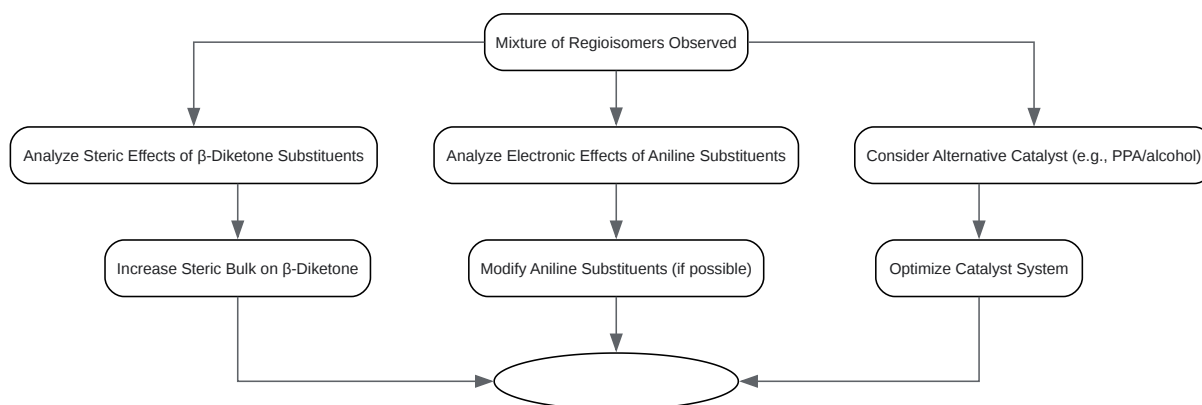 Mixture of Regioisomers Observed
Analyze Steric Effects of β-Diketone Substituents
Analyze Electronic Effects of Aniline Substituents
Consider Alternative Catalyst (e.g., PPA/alcohol)
Increase Steric Bulk on β-Diketone
Modify Aniline Substituents (if possible)
Optimize Catalyst System